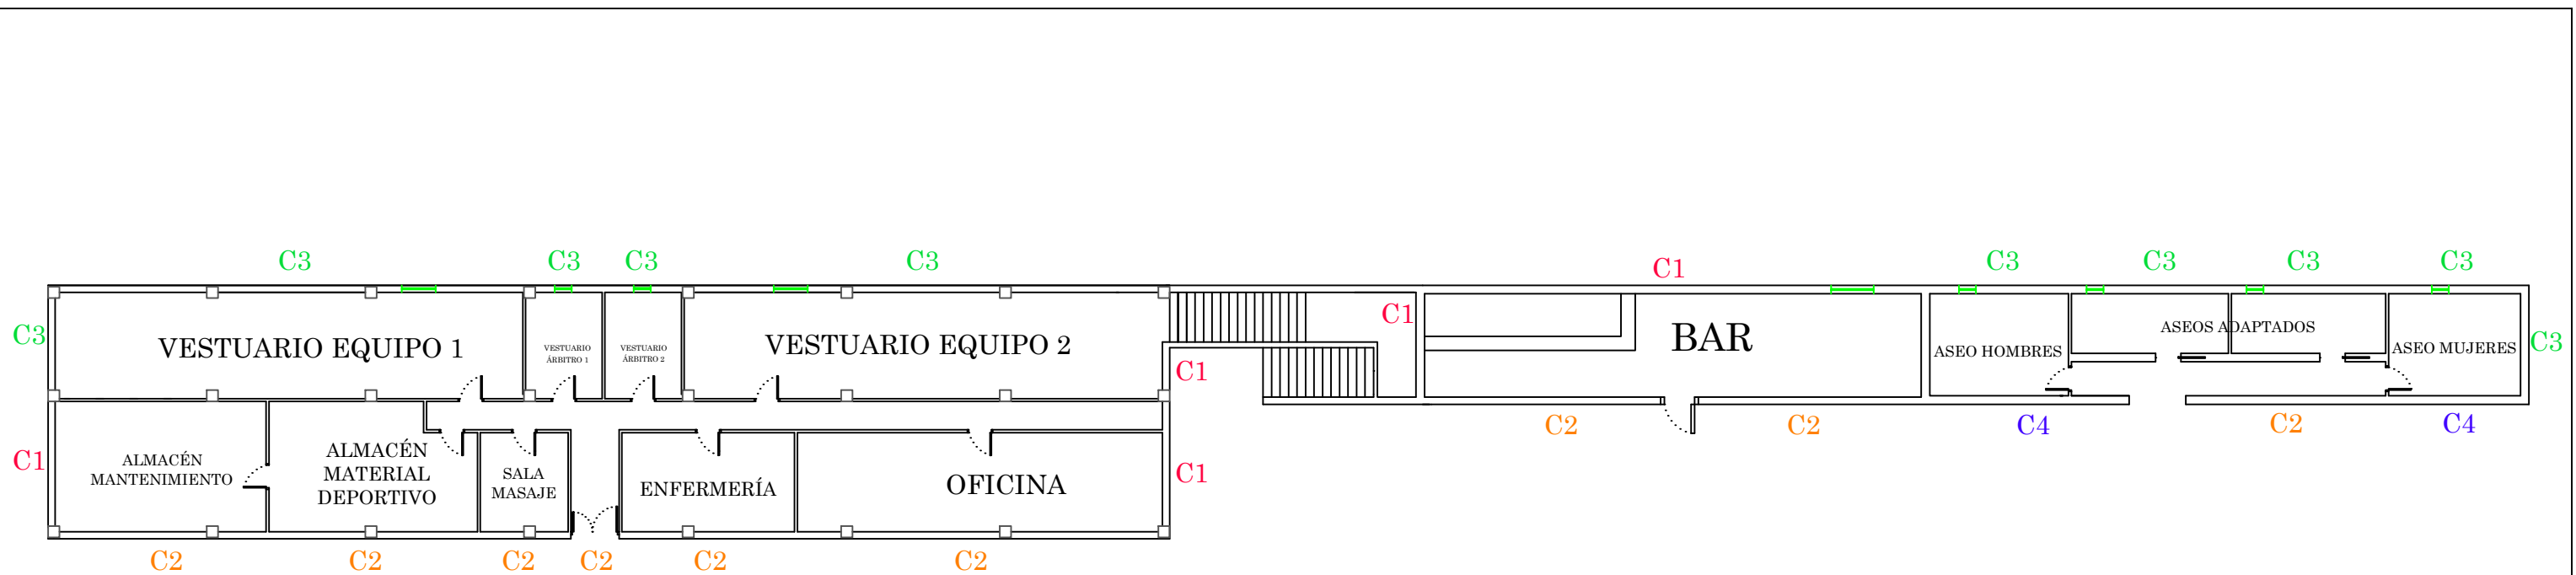 C3 C3 C3 C3 C1 C3 C3 C3 C3
C1
C3 VESTUARIO EQUIPO 1
VESTUARIO
ÁRBITRO 1
VESTUARIO
ÁRBITRO 2
VESTUARIO EQUIPO 2
BAR
ASEO HOMBRES
ASEOS ADAPTADOS
ASEO MUJERES
C3
C1
C1
ALMACÉN
MANTENIMIENTO
ALMACÉN
MATERIAL
DEPORTIVO
SALA
MASAJE
ENFERMERÍA
OFICINA
C1
C2 C2 C4 C2 C4
C2 C2 C2 C2 C2 C2